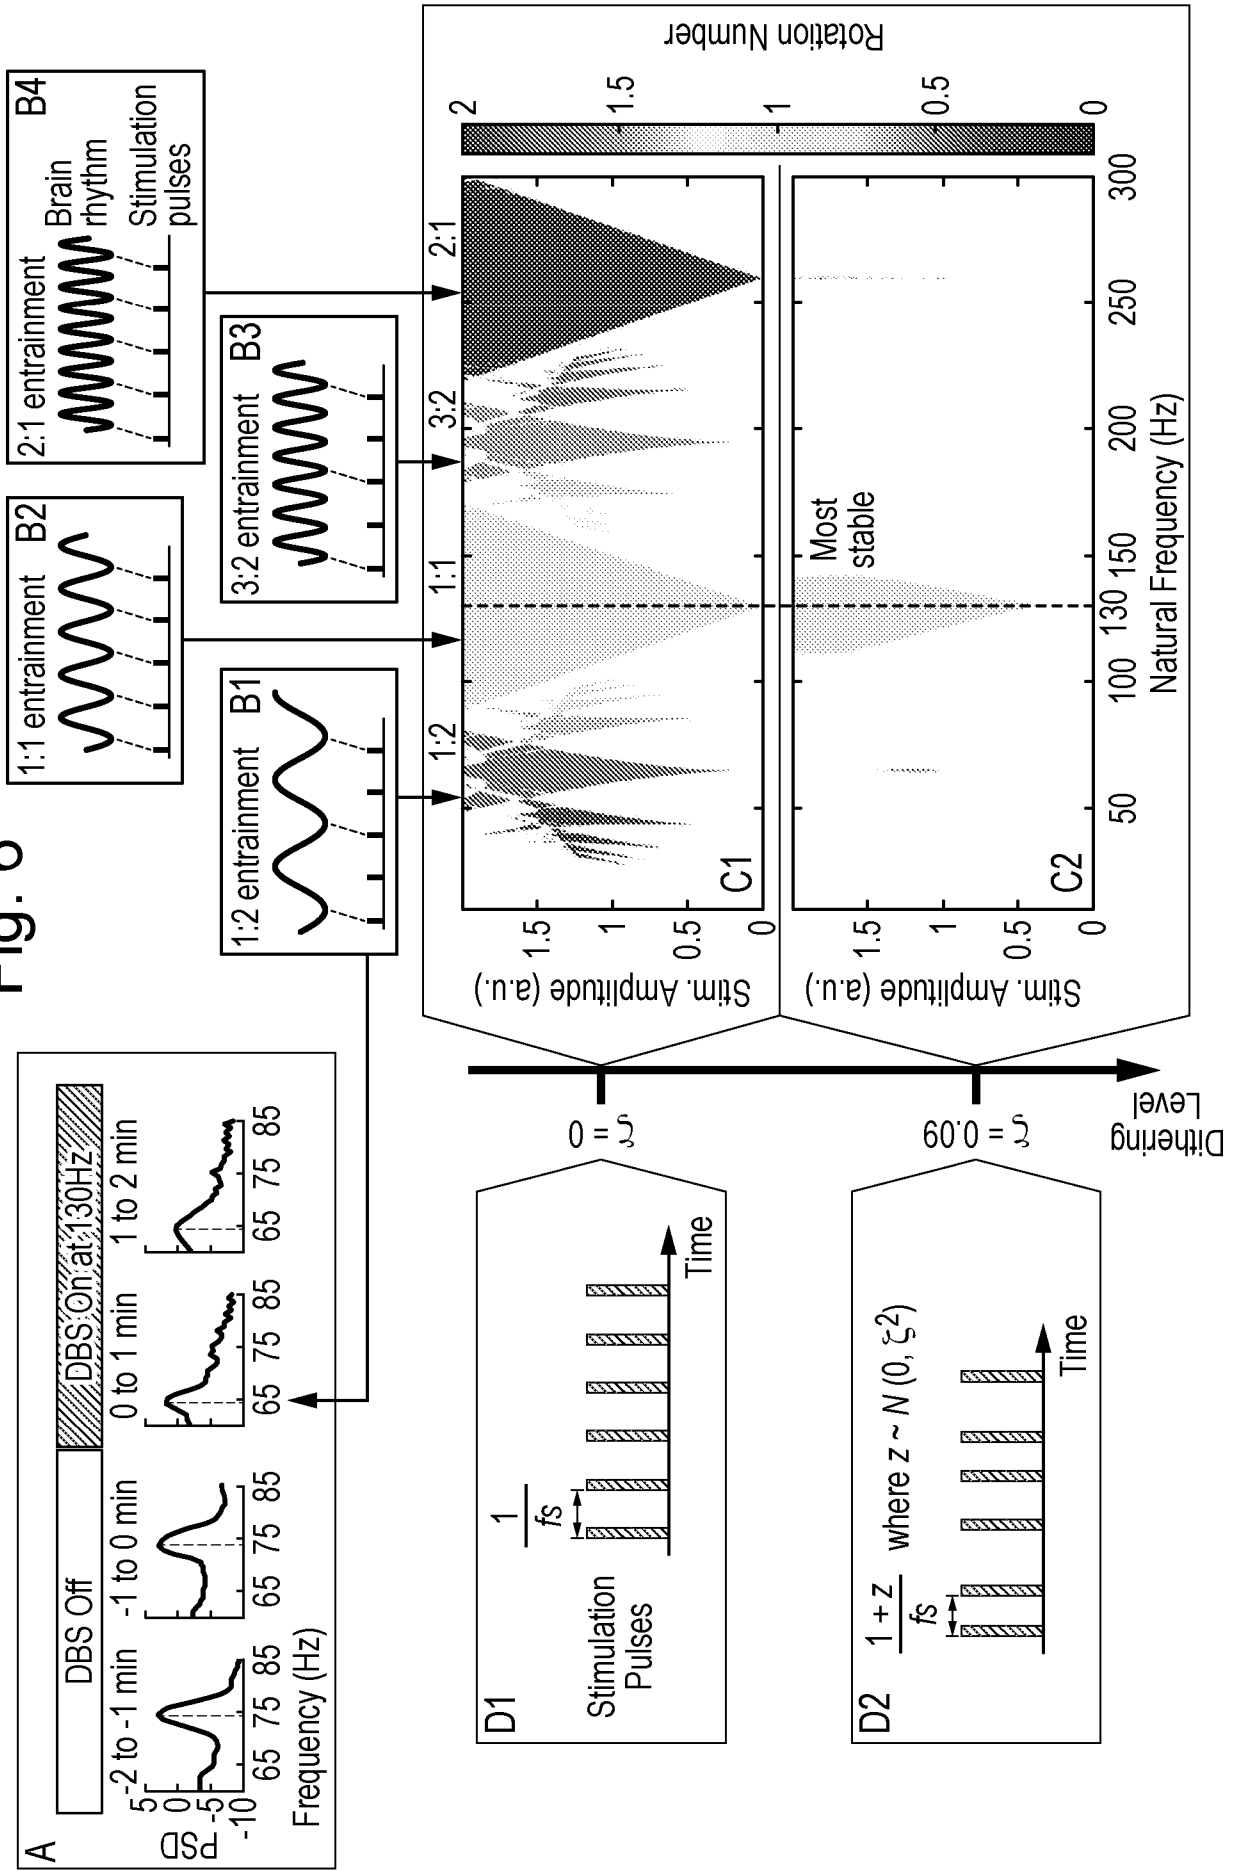 Fig. 6
A
DBS Off
DBS On at 130Hz
-2 to -1 min
-1 to 0 min
0 to 1 min
1 to 2 min
PSD
5
0
-5
-10
65 75 85
65 75 85
65 75 85
65 75 85
Frequency (Hz)
1:2 entrainment
B1
1:1 entrainment
B2
3:2 entrainment
B3
2:1 entrainment
B4
Brain
rhythm
Stimulation
pulses
1:2
1:1
3:2
2:1
Stim. Amplitude (a.u.)
1.5
1
0.5
0
C1
Stim. Amplitude (a.u.)
1.5
1
0.5
0
C2
Most
stable
50 100 130 150 200 250 300
Natural Frequency (Hz)
2
1.5
1
0.5
0
Rotation Number
D1
Stimulation
Pulses
1
fs
Time
ζ = 0
D2
1 + z
fs
where z ~ N (0, ζ²)
Time
ζ = 0.09
Dithering
Level